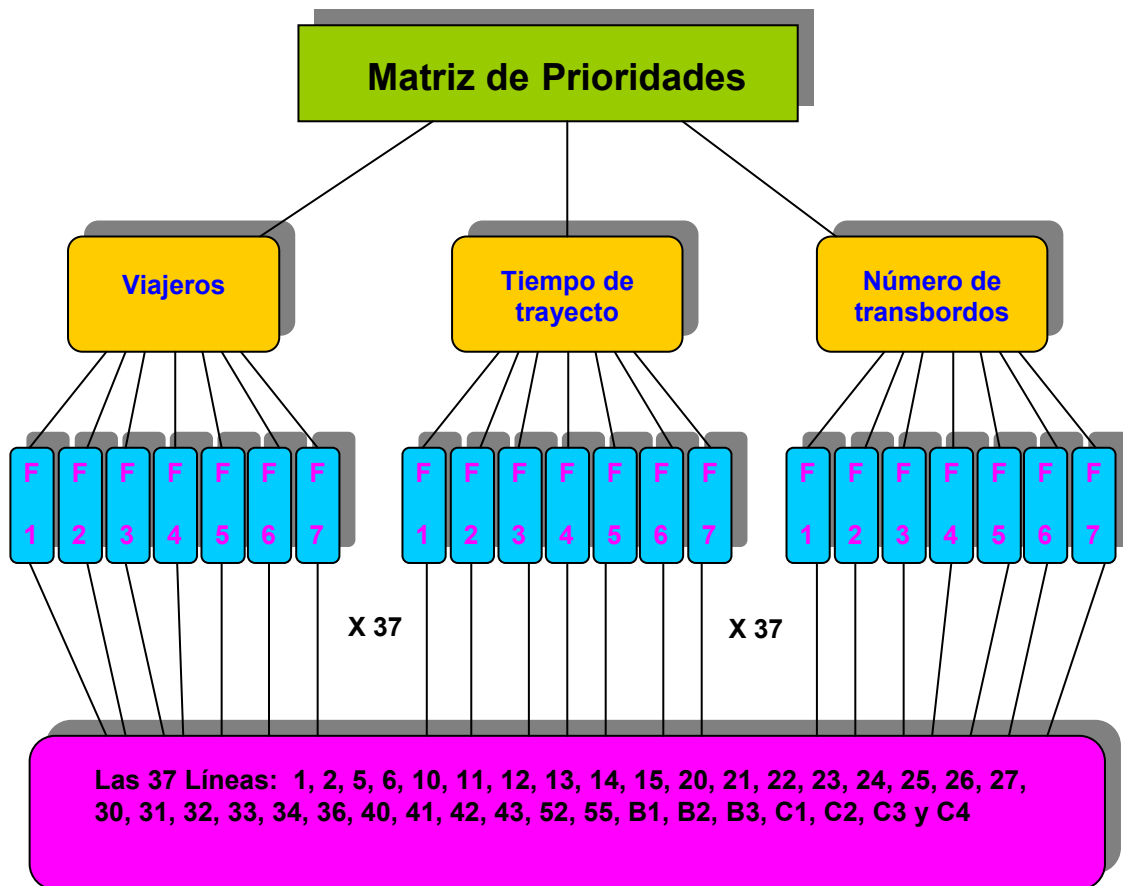 Matriz de Prioridades
Viajeros
Tiempo de
trayecto
Número de
transbordos
F F F F F F F
1 2 3 4 5 6 7
F F F F F F F
1 2 3 4 5 6 7
F F F F F F F
1 2 3 4 5 6 7
X 37
X 37
Las 37 Líneas: 1, 2, 5, 6, 10, 11, 12, 13, 14, 15, 20, 21, 22, 23, 24, 25, 26, 27,
30, 31, 32, 33, 34, 36, 40, 41, 42, 43, 52, 55, B1, B2, B3, C1, C2, C3 y C4